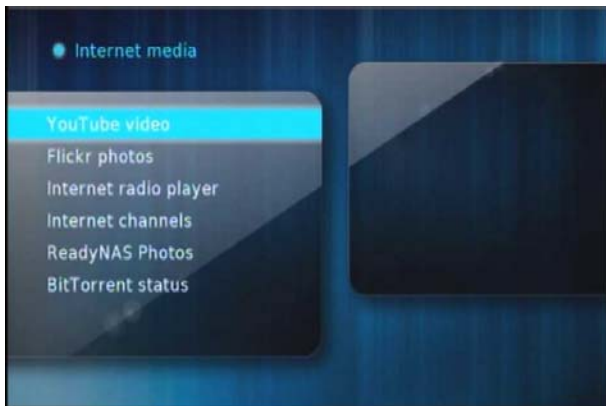 Internet media
YouTube video
Flickr photos
Internet radio player
Internet channels
ReadyNAS Photos
BitTorrent status